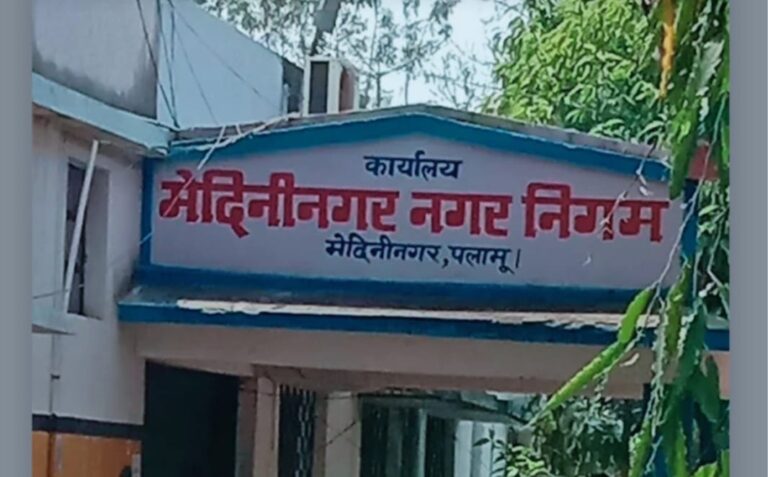 कार्यालय
मेदिनीनगर नगर निगम
मेदिनीनगर, पलामू।